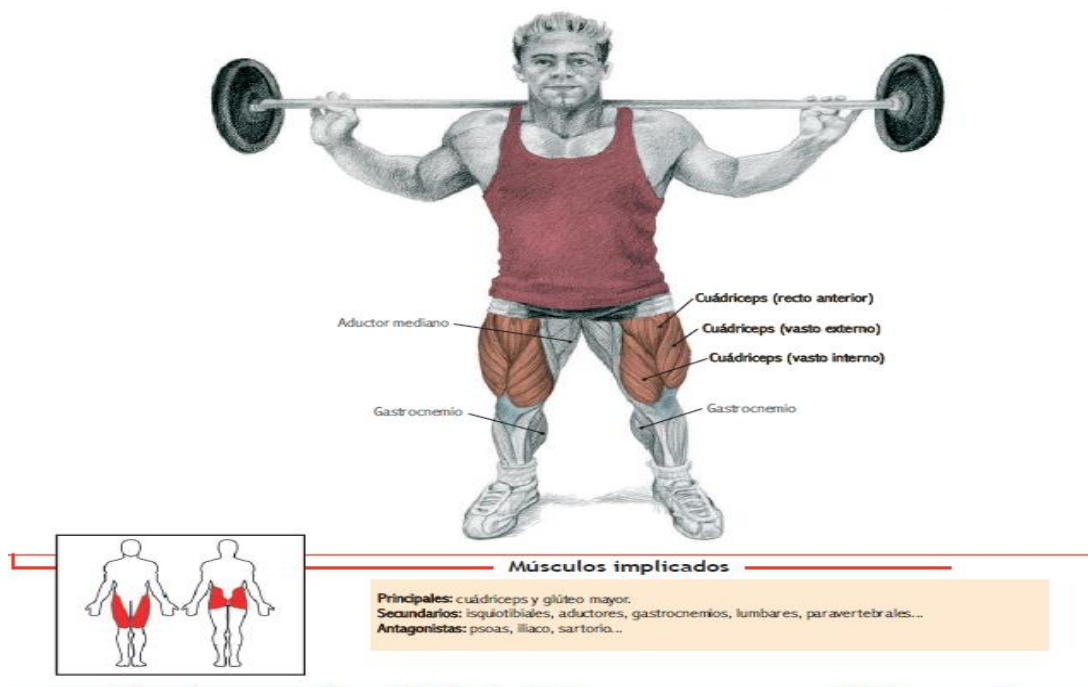 Cuádriceps (recto anterior)
Aductor mediano
Cuádriceps (vasto externo)
Cuádriceps (vasto interno)
Gastrocnemio
Gastrocnemio
Músculos implicados
Principales: cuádriceps y glúteo mayor.
Secundarios: isquiotibiales, aductores, gastrocnemios, lumbares, paravertebrales...
Antagonistas: psoas, iliaco, sartorio...